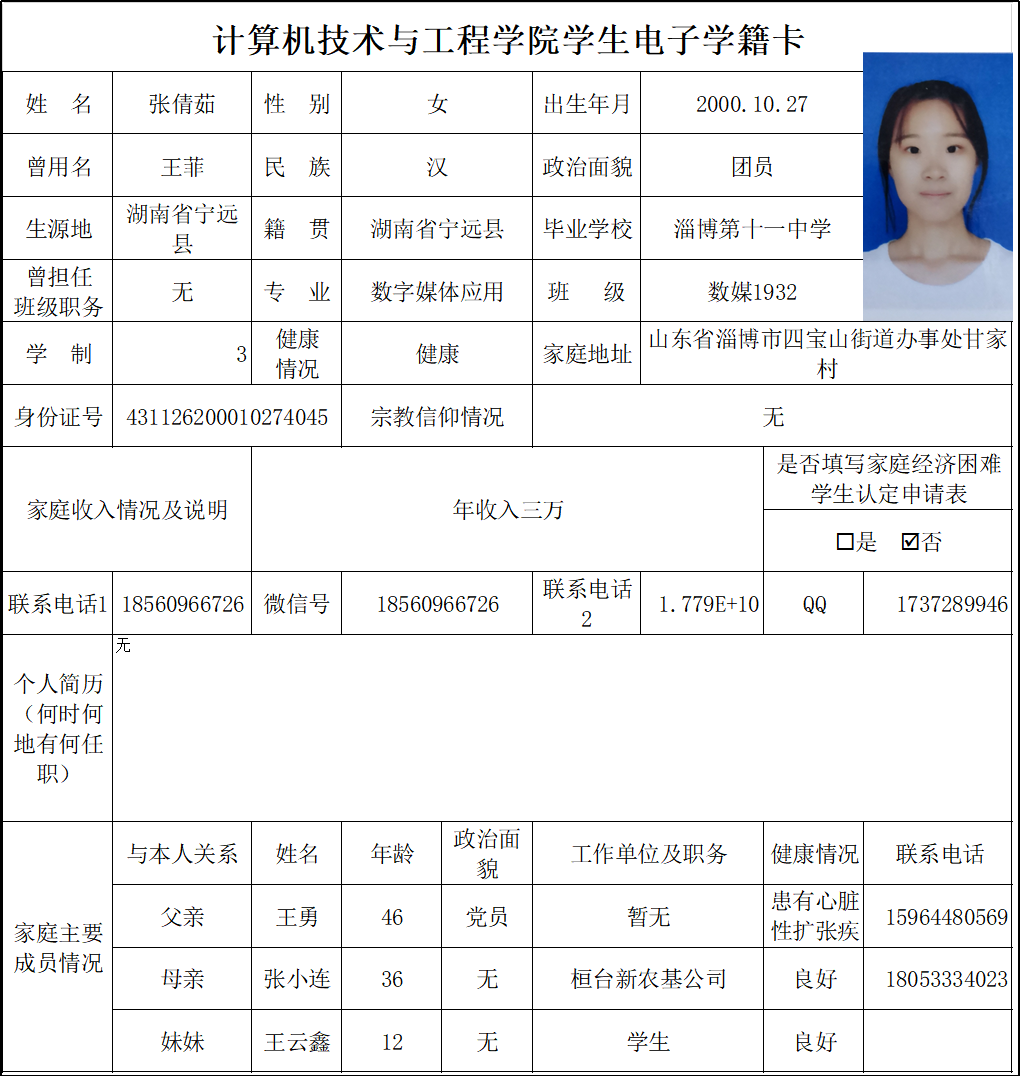 计算机技术与工程学院学生电子学籍卡
姓 名 张倩茹 性 别 女 出生年月 2000.10.27
曾用名 王菲 民 族 汉 政治面貌 团员
生源地 湖南省宁远县 籍 贯 湖南省宁远县 毕业学校 淄博第十一中学
曾担任班级职务 无 专 业 数字媒体应用 班 级 数媒1932
学 制 3 健康情况 健康 家庭地址 山东省淄博市四宝山街道办事处甘家村
身份证号 431126200010274045 宗教信仰情况 无
家庭收入情况及说明 年收入三万 是否填写家庭经济困难学生认定申请表
☐是 ☑否
联系电话1 18560966726 微信号 18560966726 联系电话2 1.779E+10 QQ 1737289946
个人简历（何时何地有何任职） 无
家庭主要成员情况
与本人关系 姓名 年龄 政治面貌 工作单位及职务 健康情况 联系电话
父亲 王勇 46 党员 暂无 患有心脏性扩张疾 15964480569
母亲 张小连 36 无 桓台新农基公司 良好 18053334023
妹妹 王云鑫 12 无 学生 良好